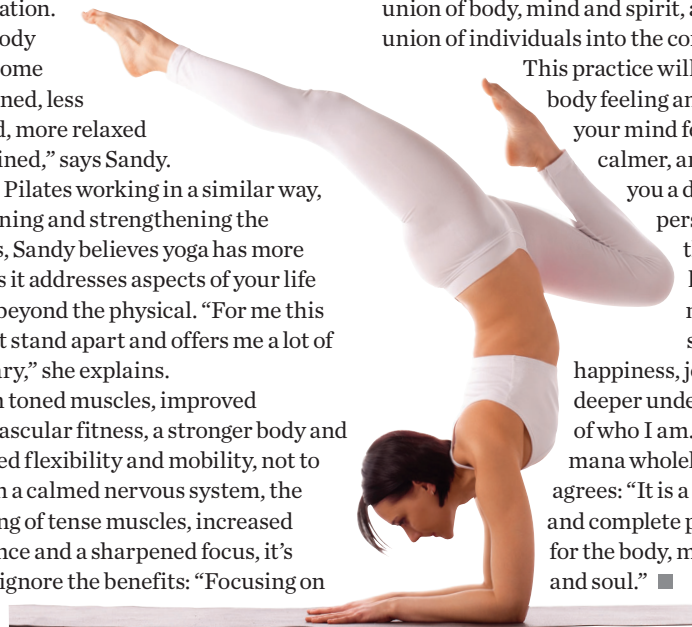 ation.
ody
ome
ned, less
d, more relaxed
ined,” says Sandy.
Pilates working in a similar way,
ning and strengthening the
s, Sandy believes yoga has more
s it addresses aspects of your life
beyond the physical. “For me this
t stand apart and offers me a lot of
ary,” she explains.
n toned muscles, improved
ascular fitness, a stronger body and
ed flexibility and mobility, not to
n a calmed nervous system, the
ng of tense muscles, increased
nce and a sharpened focus, it’s
ignore the benefits: “Focusing on
union of body, mind and spirit, a
union of individuals into the co
This practice will
body feeling an
your mind fe
calmer, an
you a d
pers
t
happiness, j
deeper unde
of who I am.
mana wholel
agrees: “It is a
and complete p
for the body, m
and soul.”